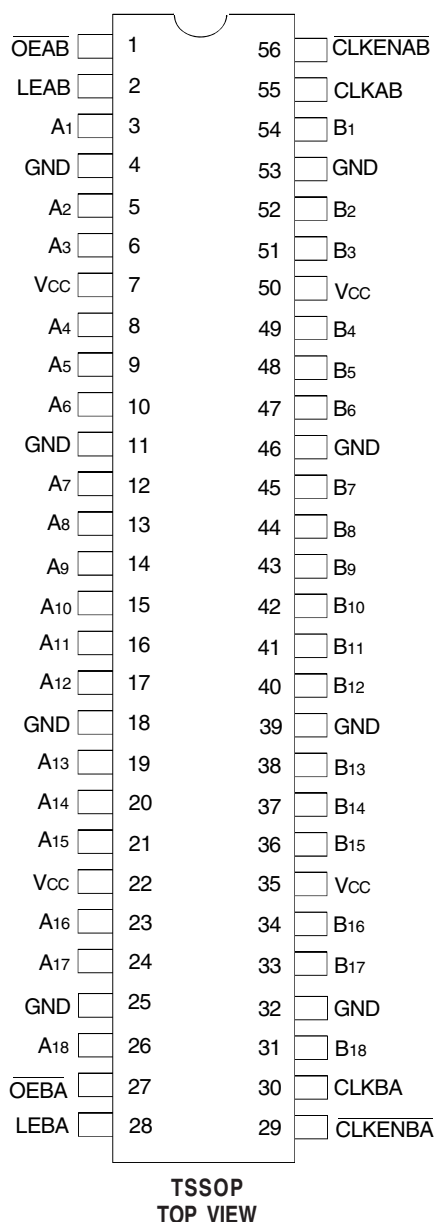 O̅E̅A̅B̅ 1 56 C̅L̅K̅E̅N̅A̅B̅
LEAB 2 55 CLKAB
A1 3 54 B1
GND 4 53 GND
A2 5 52 B2
A3 6 51 B3
VCC 7 50 VCC
A4 8 49 B4
A5 9 48 B5
A6 10 47 B6
GND 11 46 GND
A7 12 45 B7
A8 13 44 B8
A9 14 43 B9
A10 15 42 B10
A11 16 41 B11
A12 17 40 B12
GND 18 39 GND
A13 19 38 B13
A14 20 37 B14
A15 21 36 B15
VCC 22 35 VCC
A16 23 34 B16
A17 24 33 B17
GND 25 32 GND
A18 26 31 B18
O̅E̅B̅A̅ 27 30 CLKBA
LEBA 28 29 C̅L̅K̅E̅N̅B̅A̅
TSSOP
TOP VIEW